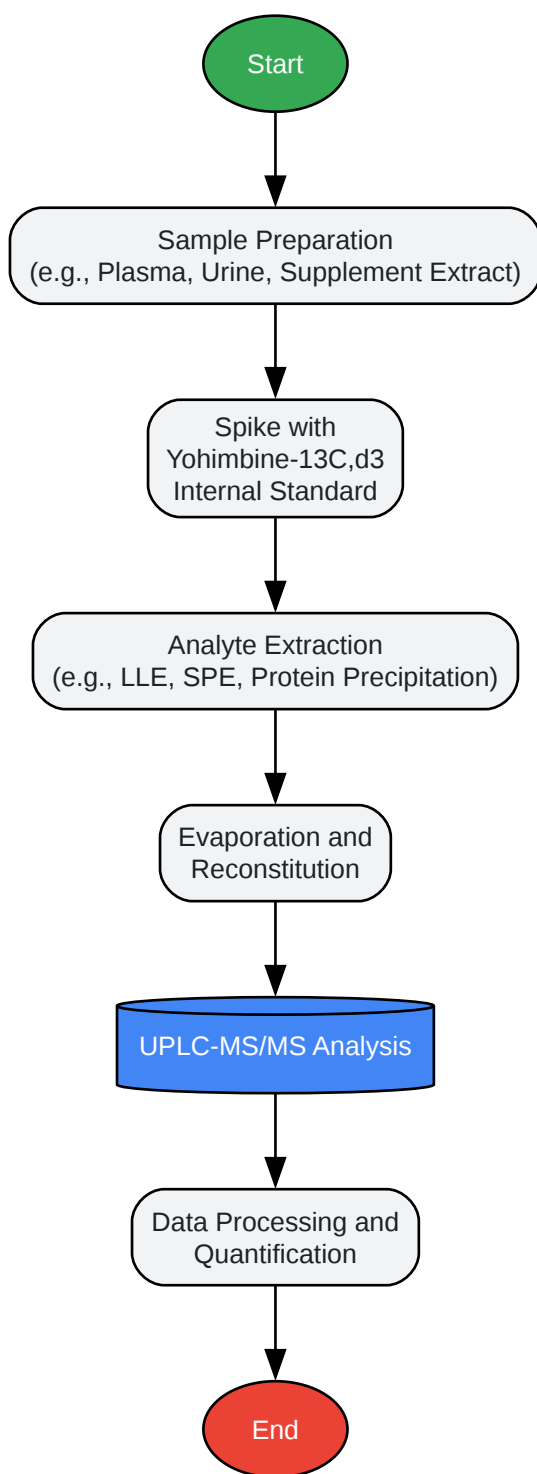 Start
Sample Preparation
(e.g., Plasma, Urine, Supplement Extract)
Spike with
Yohimbine-13C,d3
Internal Standard
Analyte Extraction
(e.g., LLE, SPE, Protein Precipitation)
Evaporation and
Reconstitution
UPLC-MS/MS Analysis
Data Processing and
Quantification
End